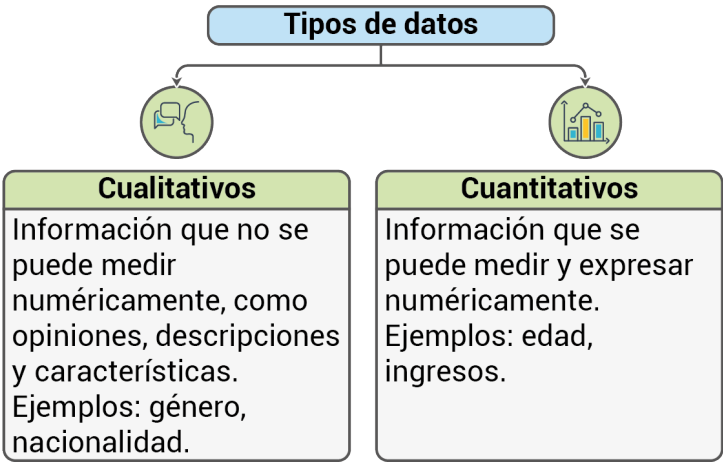 Tipos de datos
Cualitativos
Información que no se
puede medir
numéricamente, como
opiniones, descripciones
y características.
Ejemplos: género,
nacionalidad.
Cuantitativos
Información que se
puede medir y expresar
numéricamente.
Ejemplos: edad,
ingresos.